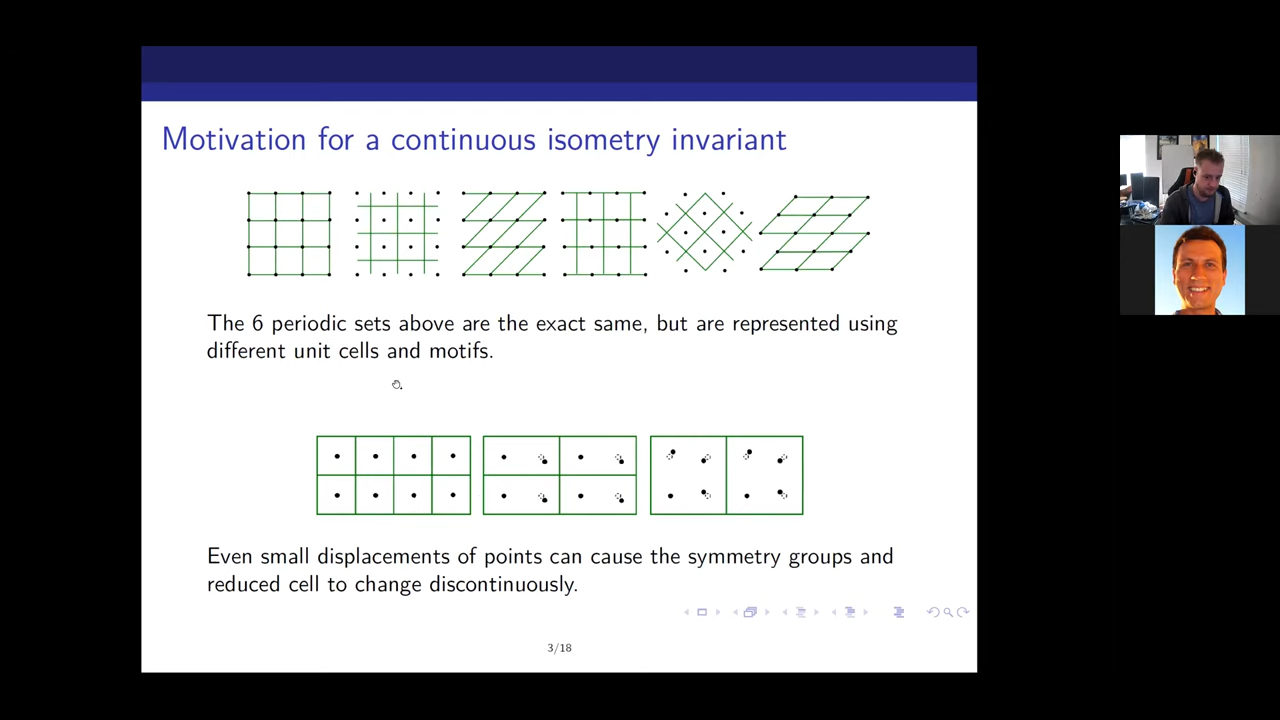 Motivation for a continuous isometry invariant
The 6 periodic sets above are the exact same, but are represented using
different unit cells and motifs.
Even small displacements of points can cause the symmetry groups and
reduced cell to change discontinuously.
3/18